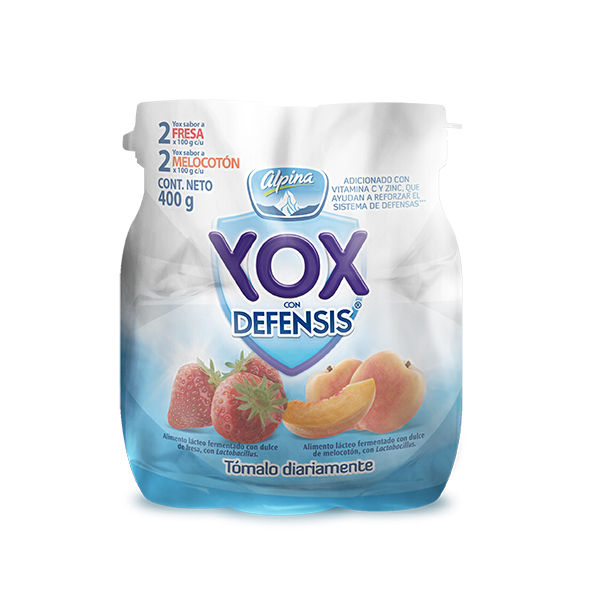 2 Yox sabor a
FRESA
x 100 g c/u
2 Yox sabor a
MELOCOTÓN
x 100 g c/u
CONT. NETO
400 g
Alpina
ADICIONADO CON
VITAMINA C Y ZINC, QUE
AYUDAN A REFORZAR EL
SISTEMA DE DEFENSAS...
YOX
CON
DEFENSIS®
Alimento lácteo fermentado con dulce
de fresa, con Lactobacillus.
Alimento lácteo fermentado con dulce
de melocotón, con Lactobacillus.
Tómalo diariamente